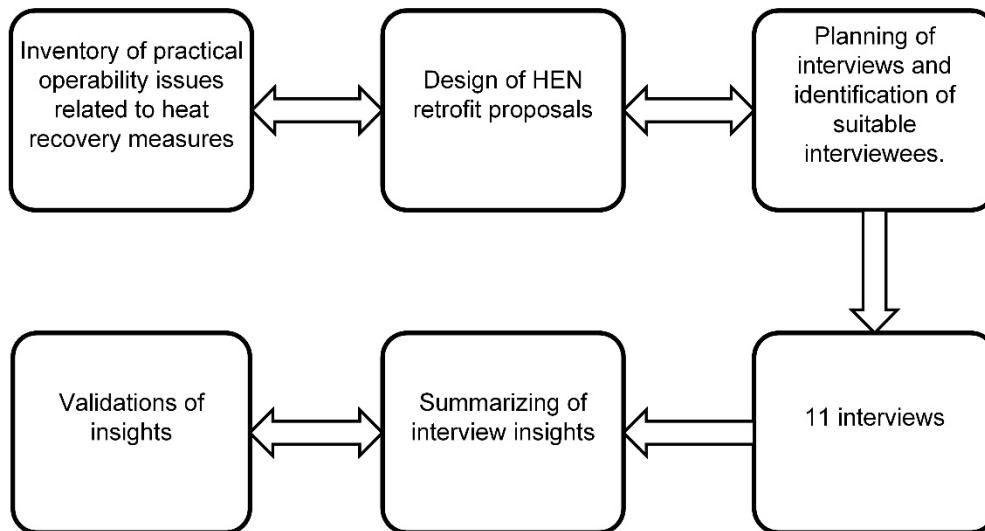 Inventory of practical
operability issues
related to heat
recovery measures
Design of HEN
retrofit proposals
Planning of
interviews and
identification of
suitable
interviewees.
Validations of
insights
Summarizing of
interview insights
11 interviews